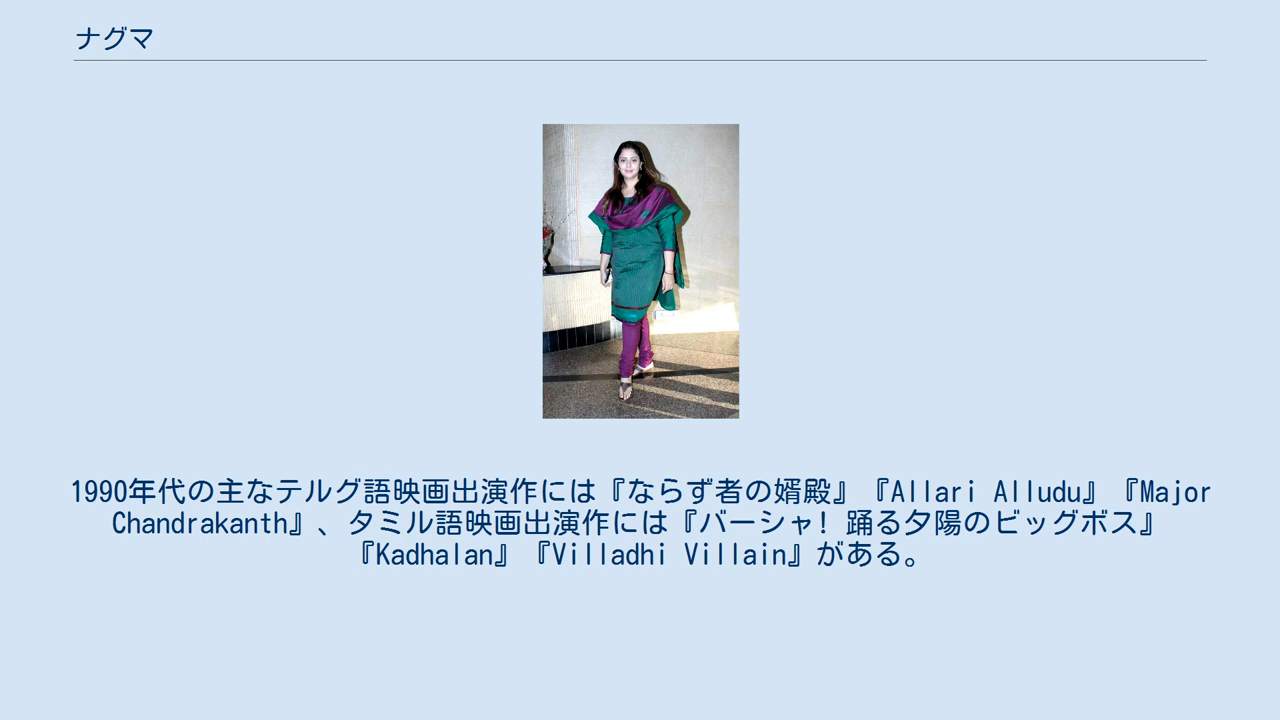 ナグマ
1990年代の主なテルグ語映画出演作には『ならず者の婿殿』『Allari Alludu』『Major
Chandrakanth』、タミル語映画出演作には『バーシャ! 踊る夕陽のビッグボス』
『Kadhalan』『Villadhi Villain』がある。